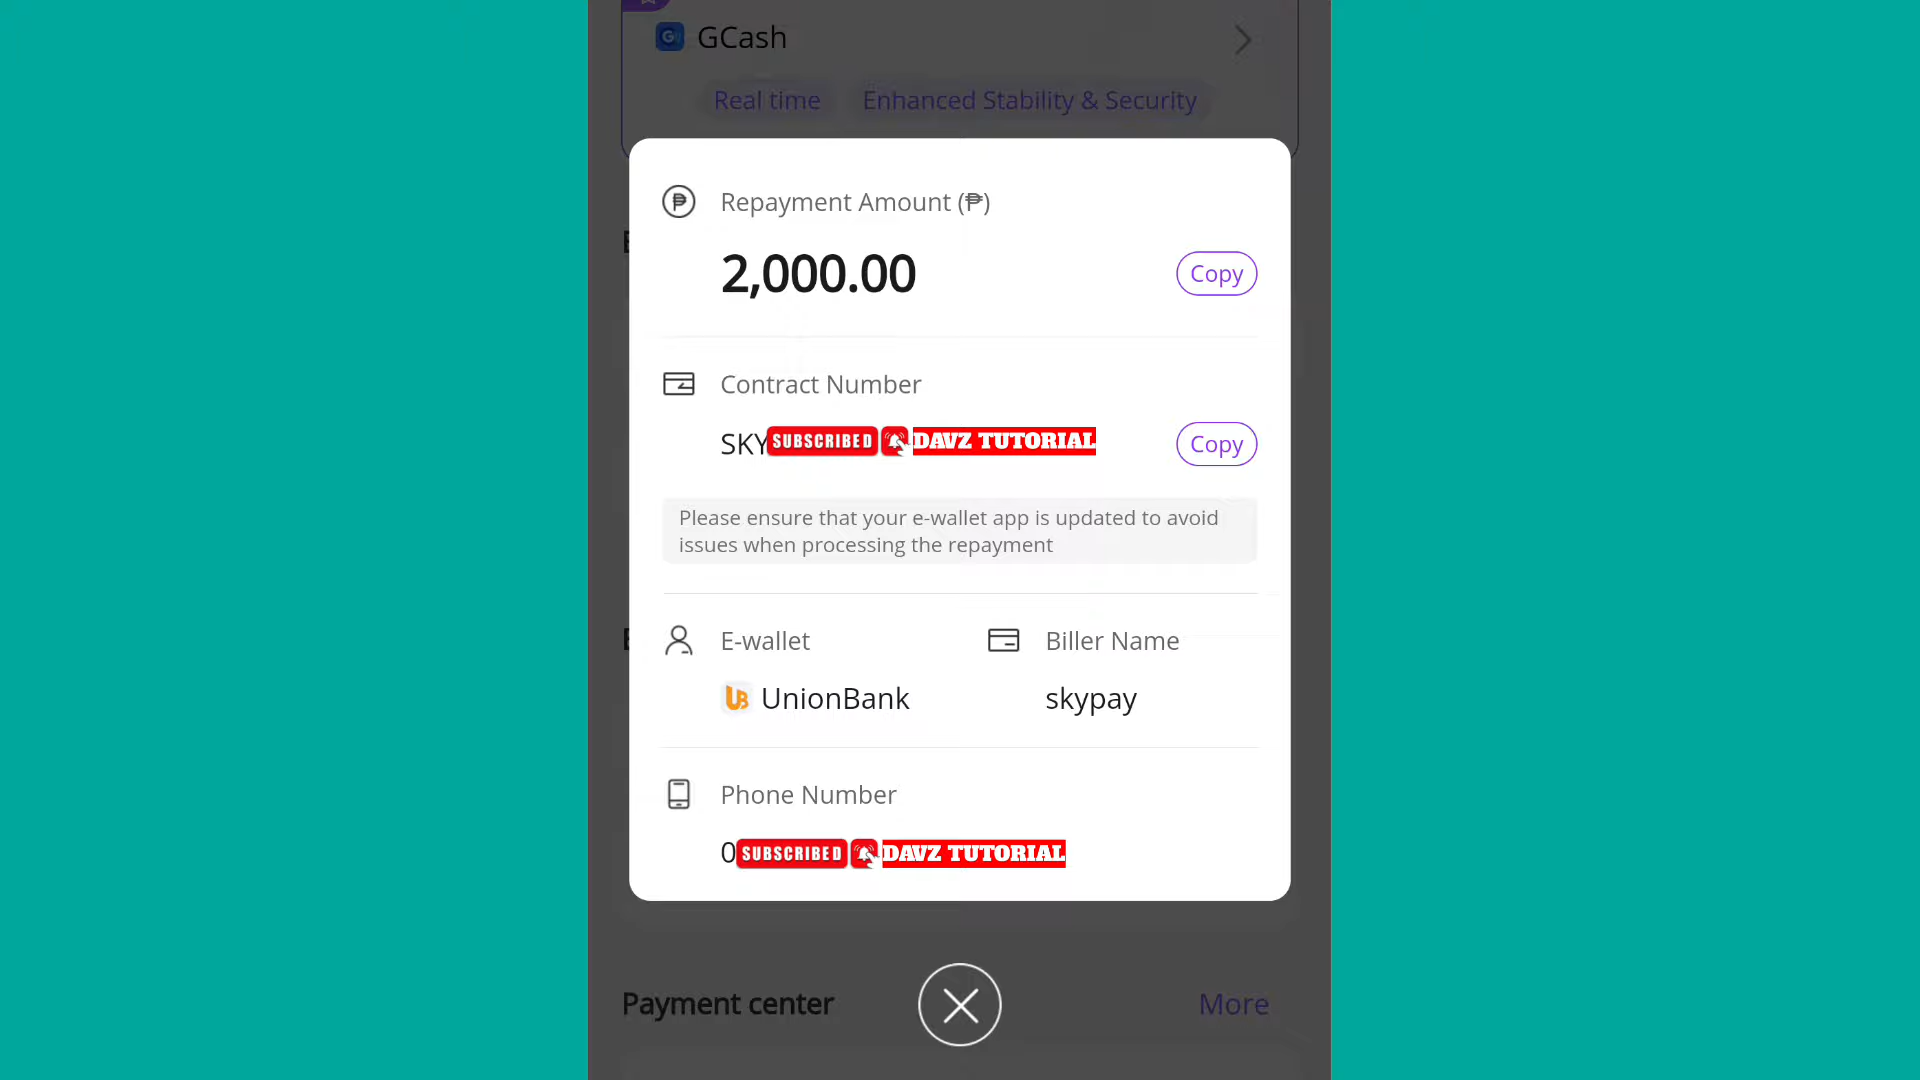 GCash
Real time Enhanced Stability & Security
Repayment Amount (₱)
2,000.00 Copy
Contract Number
SKY SUBSCRIBED DAVZ TUTORIAL Copy
Please ensure that your e-wallet app is updated to avoid
issues when processing the repayment
E-wallet Biller Name
UnionBank skypay
Phone Number
0 SUBSCRIBED DAVZ TUTORIAL
Payment center More